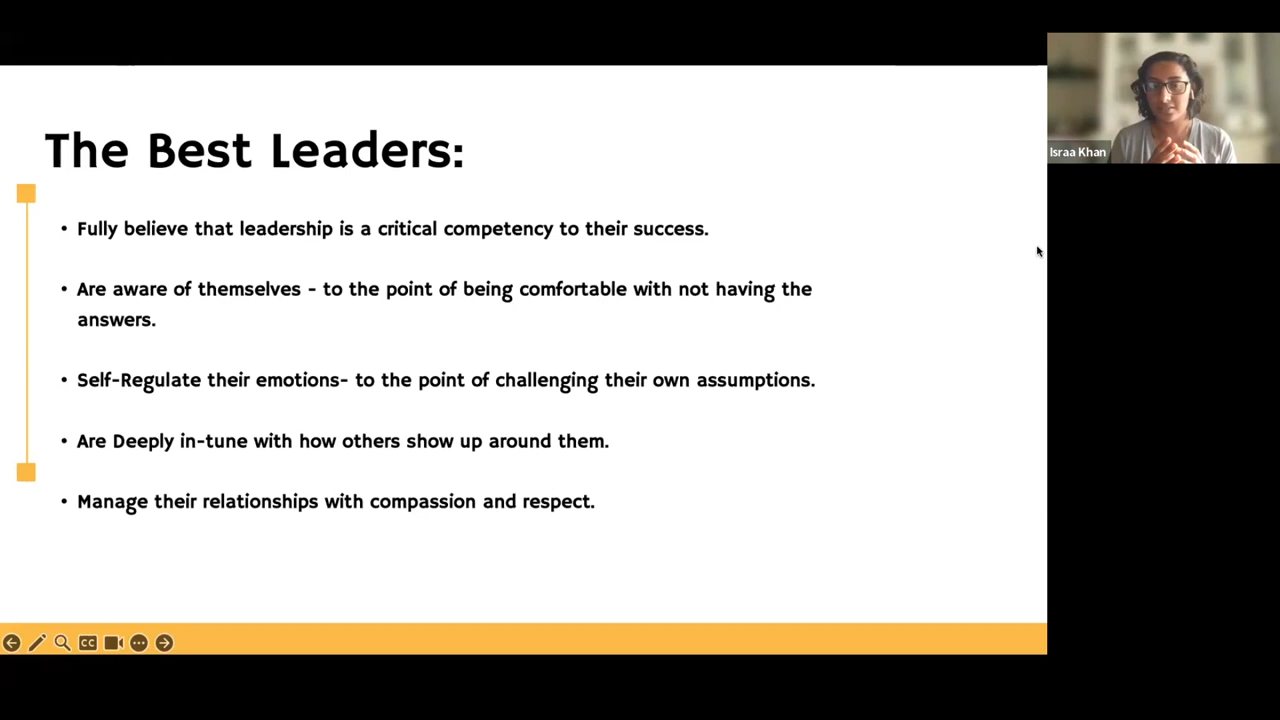 The Best Leaders:
• Fully believe that leadership is a critical competency to their success.
• Are aware of themselves - to the point of being comfortable with not having the
answers.
• Self-Regulate their emotions- to the point of challenging their own assumptions.
• Are Deeply in-tune with how others show up around them.
• Manage their relationships with compassion and respect.
Israa Khan
CC